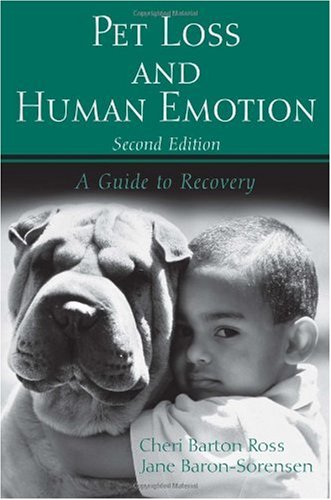 PET LOSS
AND
HUMAN EMOTION
Second Edition
A Guide to Recovery
Cheri Barton Ross
Jane Baron-Sorensen